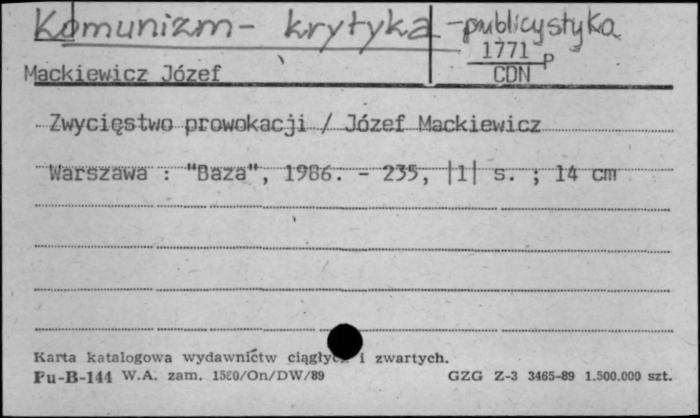 Komunizm - krytyka - publicystyka
1771 P
CDN
Mackiewicz Józef
Zwycięstwo prowokacji / Józef Mackiewicz
Warszawa : "Baza", 1986. - 235, |1| s. ; 14 cm
Karta katalogowa wydawnictw ciągłych i zwartych.
Pu-B-144 W.A. zam. 1580/On/DW/89 GZG Z-3 3465-89 1.500.000 szt.